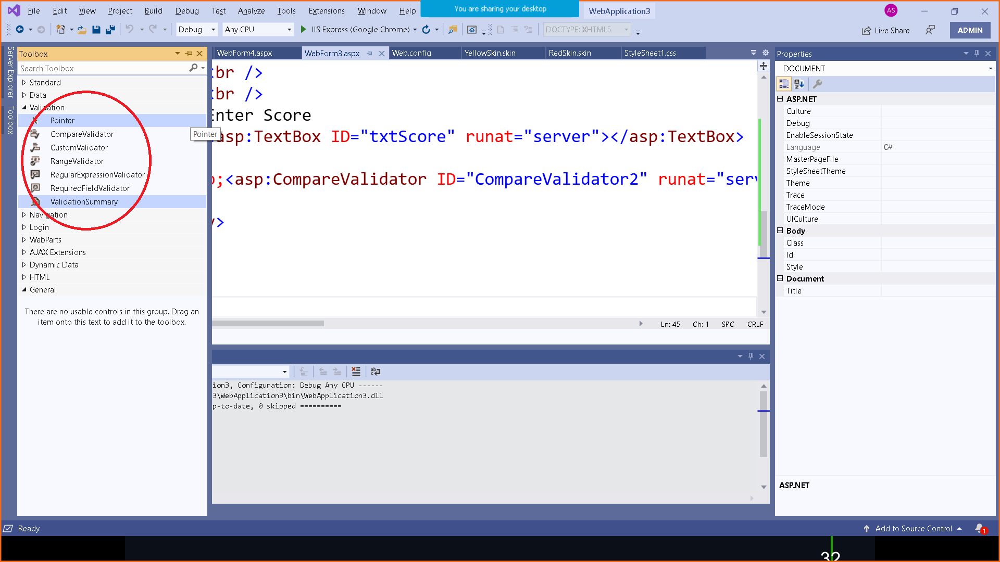 File Edit View Project Build Debug Test Analyze Tools Extensions Window Help
You are sharing your desktop
WebApplication3
AS
Debug Any CPU IIS Express (Google Chrome) DOCTYPE: XHTML5
Live Share
ADMIN
Server Explorer
Toolbox
Toolbox
Search Toolbox
Standard
Data
Validation
Pointer
CompareValidator
CustomValidator
RangeValidator
RegularExpressionValidator
RequiredFieldValidator
ValidationSummary
Navigation
Login
WebParts
AJAX Extensions
Dynamic Data
HTML
General
There are no usable controls in this group. Drag an
item onto this text to add it to the toolbox.
Pointer
WebForm4.aspx WebForm3.aspx Web.config YellowSkin.skin RedSkin.skin StyleSheet1.css
br />
br />
Enter Score
asp:TextBox ID="txtScore" runat="server"></asp:TextBox>
;<asp:CompareValidator ID="CompareValidator2" runat="serv
>
Ln: 45 Ch: 1 SPC CRLF
ion3, Configuration: Debug Any CPU ------
3\WebApplication3\bin\WebApplication3.dll
p-to-date, 0 skipped ==========
Properties
DOCUMENT
ASP.NET
Culture
Debug
EnableSessionState
Language C#
MasterPageFile
StyleSheetTheme
Theme
Trace
TraceMode
UICulture
Body
Class
Id
Style
Document
Title
ASP.NET
Ready
Add to Source Control
1
32